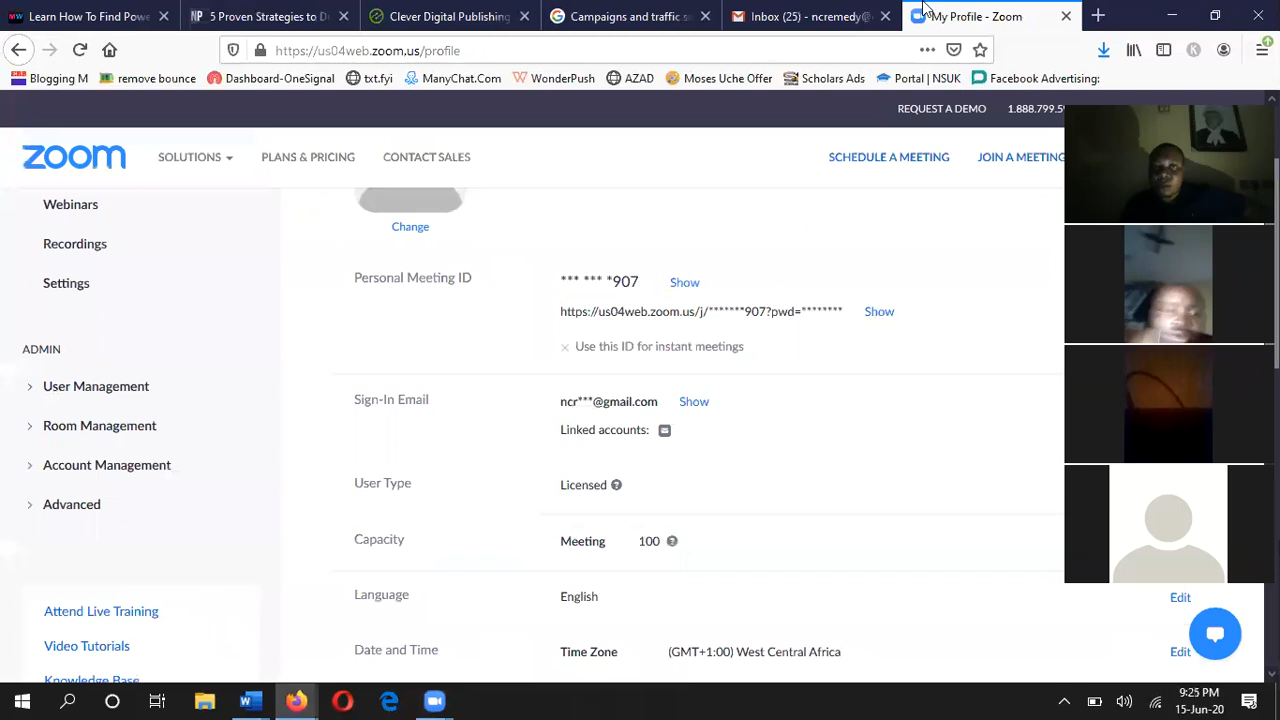 Learn How To Find Powe
5 Proven Strategies to D
Clever Digital Publishing
Campaigns and traffic s
Inbox (25) - ncremedy@
My Profile - Zoom
https://us04web.zoom.us/profile
Blogging M
remove bounce
Dashboard-OneSignal
txt.fyi
ManyChat.Com
WonderPush
AZAD
Moses Uche Offer
Scholars Ads
Portal | NSUK
Facebook Advertising:
REQUEST A DEMO
1.888.799.5
zoom
SOLUTIONS
PLANS & PRICING
CONTACT SALES
SCHEDULE A MEETING
JOIN A MEETING
Webinars
Recordings
Settings
ADMIN
User Management
Room Management
Account Management
Advanced
Attend Live Training
Video Tutorials
Knowledge Base
Change
Personal Meeting ID
*** *** *907
Show
https://us04web.zoom.us/j/*******907?pwd=********
Show
Use this ID for instant meetings
Sign-In Email
ncr***@gmail.com
Show
Linked accounts:
User Type
Licensed
Capacity
Meeting
100
Language
English
Edit
Date and Time
Time Zone
(GMT+1:00) West Central Africa
Edit
9:25 PM
15-Jun-20